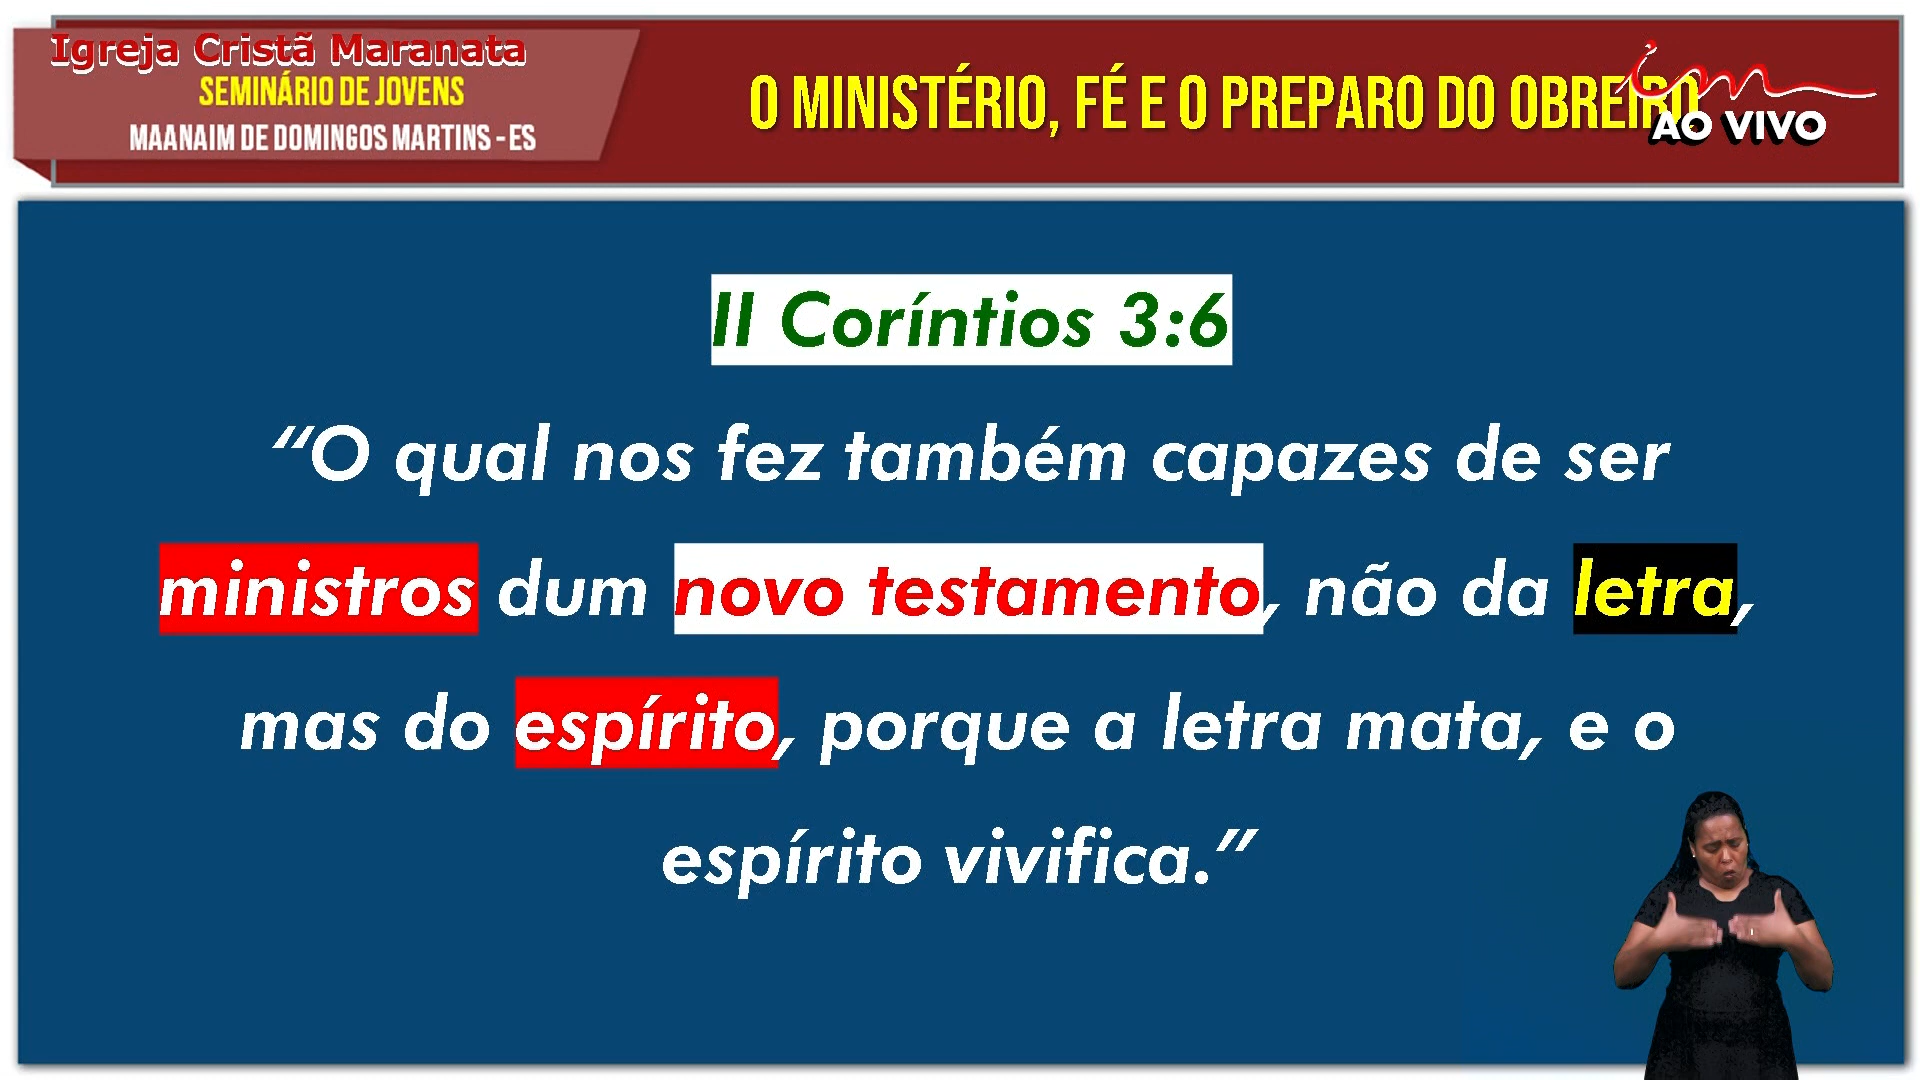 Igreja Cristã Maranata
SEMINÁRIO DE JOVENS
MAANAIM DE DOMINGOS MARTINS - ES
O MINISTÉRIO, FÉ E O PREPARO DO OBREIRO
AO VIVO
II Coríntios 3:6
“O qual nos fez também capazes de ser
ministros dum novo testamento, não da letra,
mas do espírito, porque a letra mata, e o
espírito vivifica.”